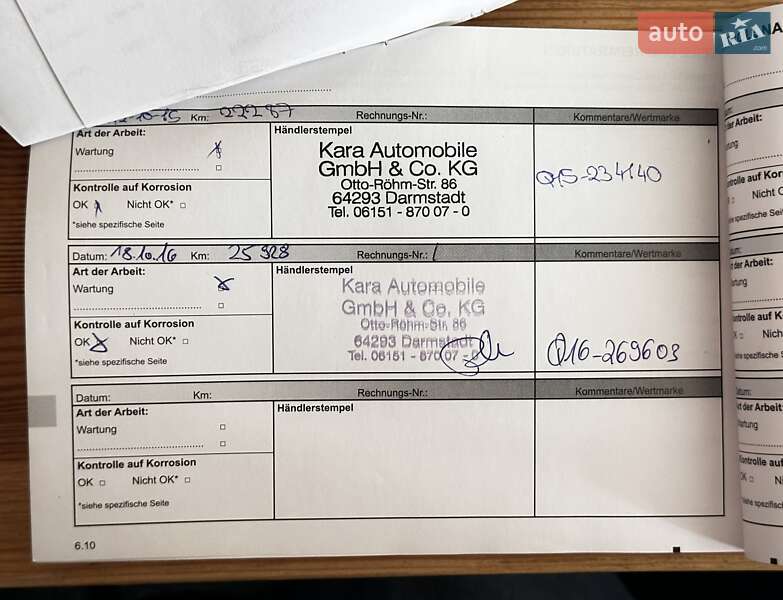 auto RIA
10-15 Km: 22287 Rechnungs-Nr.: Kommentare/Wertmarke
Art der Arbeit: Händlerstempel
Wartung
Kara Automobile
GmbH & Co. KG
Otto-Röhm-Str. 86
64293 Darmstadt
Tel. 06151 - 870 07 - 0
Q15-234140
Kontrolle auf Korrosion
OK Nicht OK*
*siehe spezifische Seite
Datum: 18.10.16 Km: 25 928 Rechnungs-Nr.: Kommentare/Wertmarke
Art der Arbeit: Händlerstempel
Wartung
Kara Automobile
GmbH & Co. KG
Otto-Röhm-Str. 86
64293 Darmstadt
Tel. 06151 - 870 07 - 0
Q16-269603
Kontrolle auf Korrosion
OK Nicht OK*
*siehe spezifische Seite
Datum: Km: Rechnungs-Nr.: Kommentare/Wertmarke
Art der Arbeit: Händlerstempel
Wartung
Kontrolle auf Korrosion
OK Nicht OK*
*siehe spezifische Seite
6.10